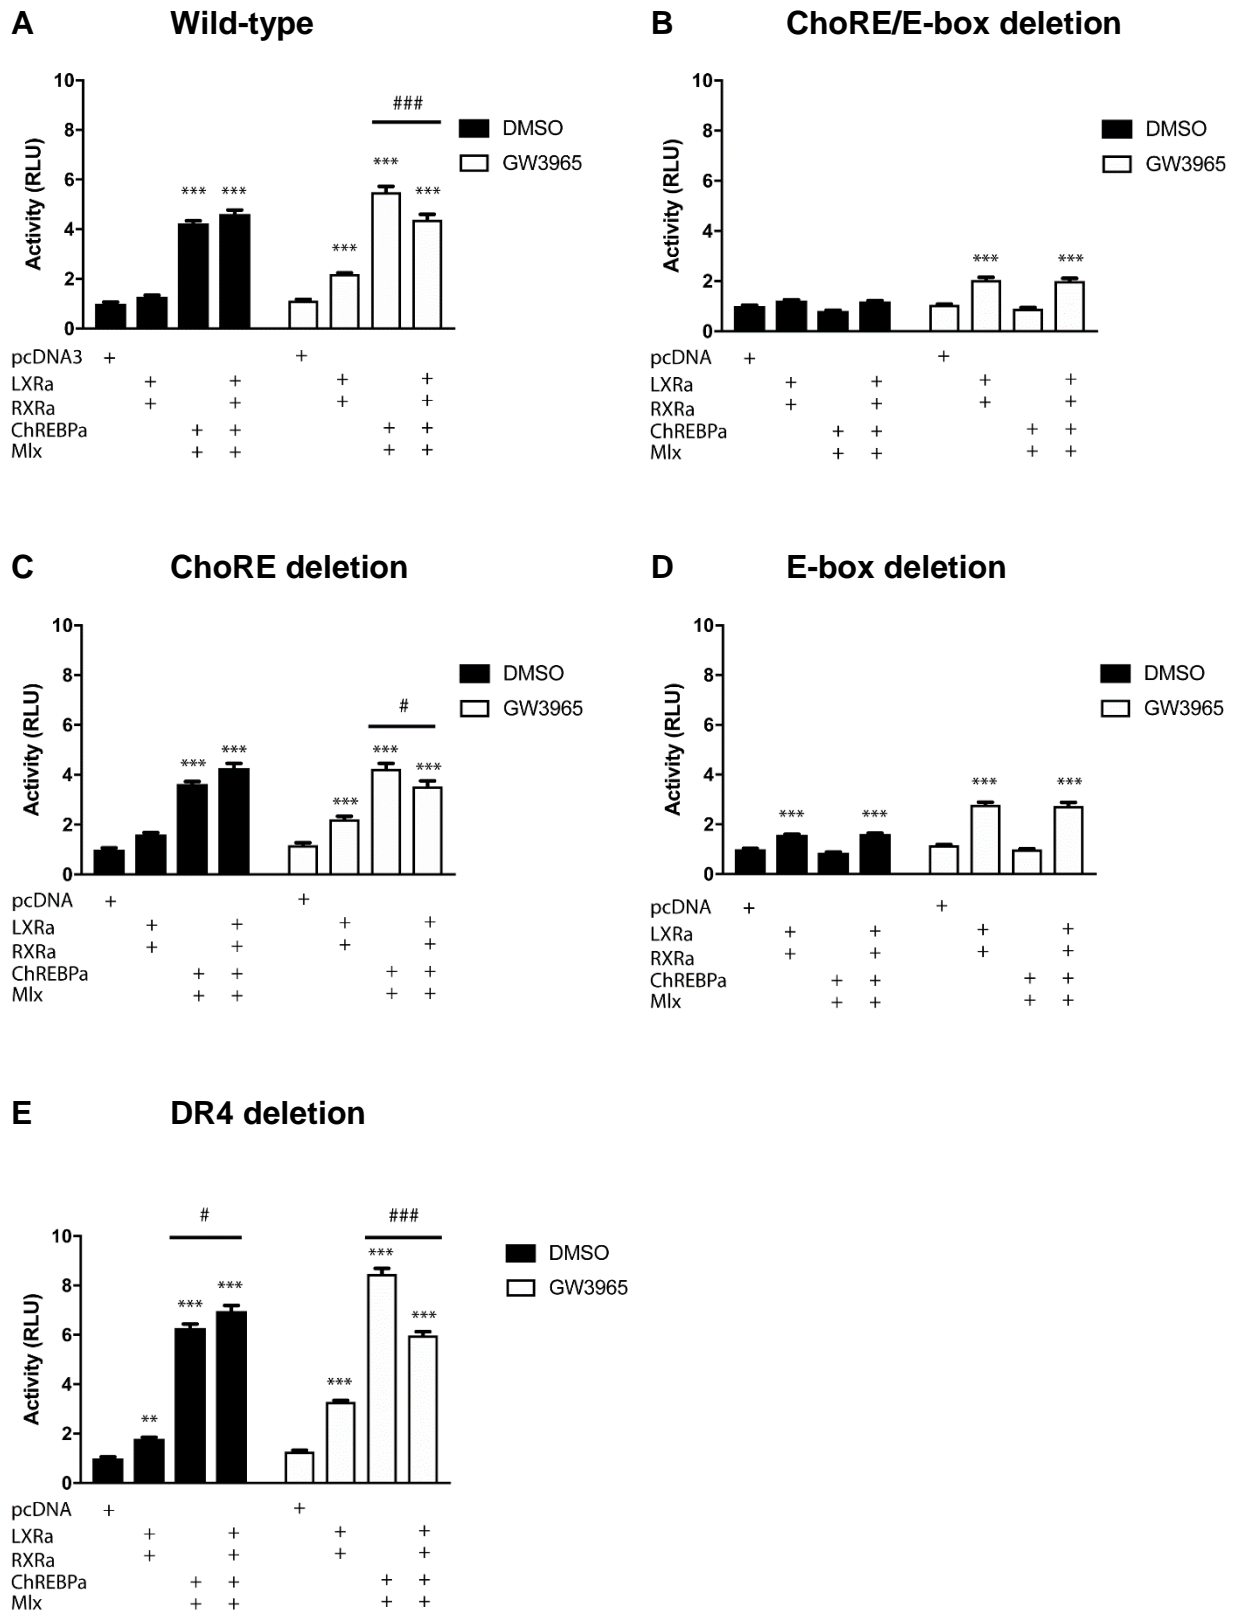 A Wild-type
10
8
6
4
2
0
Activity (RLU)
*** *** *** *** ***
###
DMSO
GW3965
pcDNA3 + +
LXRa + + + +
RXRa + + + +
ChREBPa + + + +
Mlx + + + +
B ChoRE/E-box deletion
10
8
6
4
2
0
Activity (RLU)
*** ***
DMSO
GW3965
pcDNA + +
LXRa + + + +
RXRa + + + +
ChREBPa + + + +
Mlx + + + +
C ChoRE deletion
10
8
6
4
2
0
Activity (RLU)
*** *** *** *** ***
#
DMSO
GW3965
pcDNA + +
LXRa + + + +
RXRa + + + +
ChREBPa + + + +
Mlx + + + +
D E-box deletion
10
8
6
4
2
0
Activity (RLU)
*** *** *** ***
DMSO
GW3965
pcDNA + +
LXRa + + + +
RXRa + + + +
ChREBPa + + + +
Mlx + + + +
E DR4 deletion
10
8
6
4
2
0
Activity (RLU)
# ###
** *** *** *** *** ***
DMSO
GW3965
pcDNA + +
LXRa + + + +
RXRa + + + +
ChREBPa + + + +
Mlx + + + +